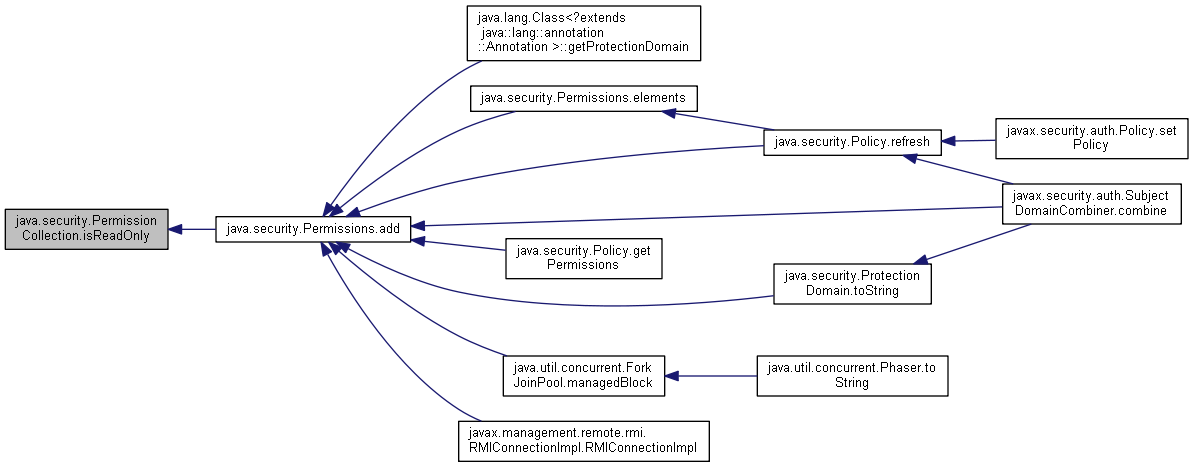 java.lang.Class<?extends
java::lang::annotation
::Annotation >::getProtectionDomain
java.security.Permissions.elements
java.security.Policy.refresh
javax.security.auth.Policy.set
Policy
javax.security.auth.Subject
DomainCombiner.combine
java.security.Permission
Collection.isReadOnly
java.security.Permissions.add
java.security.Policy.get
Permissions
java.security.Protection
Domain.toString
java.util.concurrent.Fork
JoinPool.managedBlock
java.util.concurrent.Phaser.to
String
javax.management.remote.rmi.
RMIConnectionImpl.RMIConnectionImpl